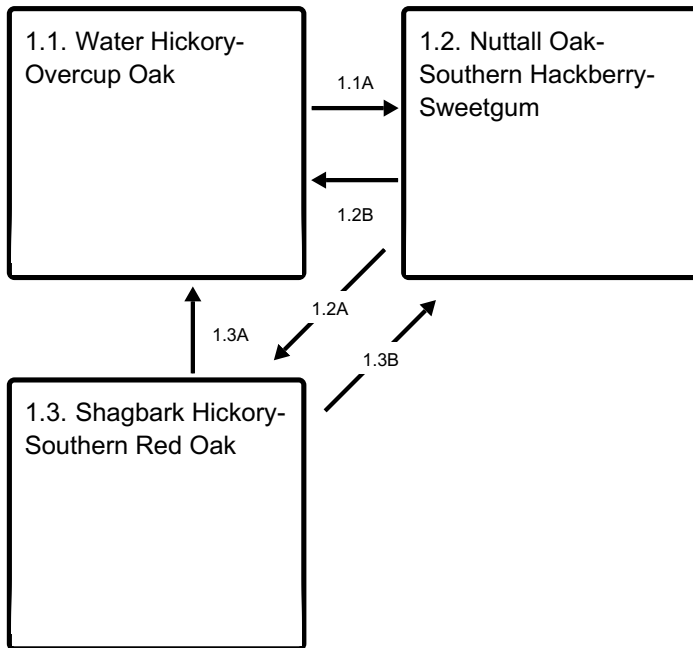 1.1. Water Hickory-
Overcup Oak
1.1A
1.2. Nuttall Oak-
Southern Hackberry-
Sweetgum
1.2B
1.2A
1.3A
1.3B
1.3. Shagbark Hickory-
Southern Red Oak